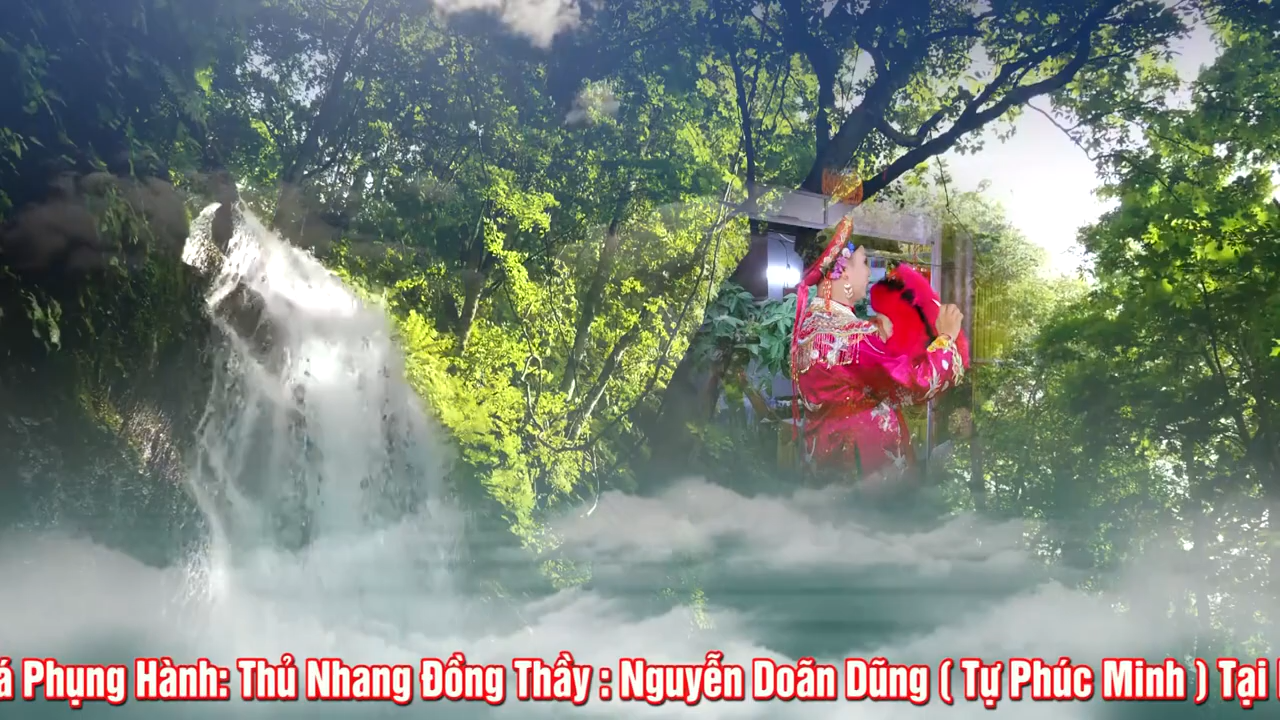 á Phụng Hành: Thủ Nhang Đồng Thầy : Nguyễn Doãn Dũng ( Tự Phúc Minh ) Tại